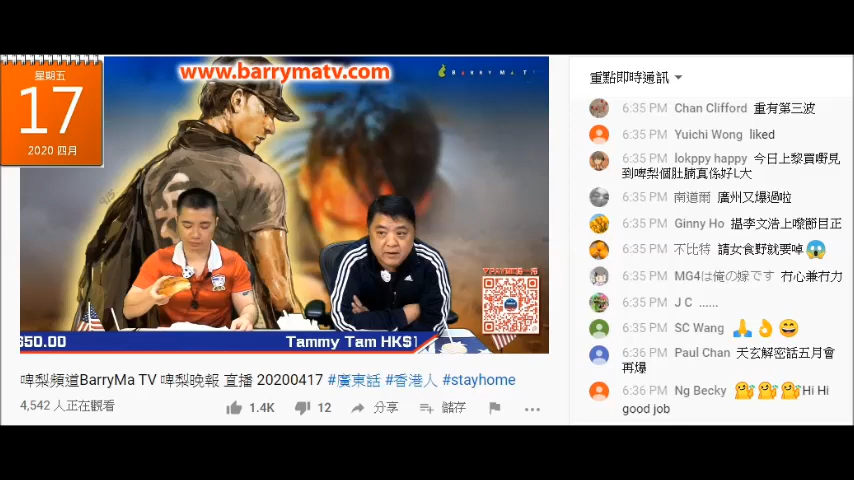 星期五
17
2020 四月
www.barrymatv.com
BARRY MA TV
$50.00
Tammy Tam HK$1
啤梨頻道BarryMa TV 啤梨晚報 直播 20200417 #廣東話 #香港人 #stayhome
4,542 人正在觀看
1.4K
12
分享
儲存
重點即時通訊
6:35 PM Chan Clifford 重有第三波
6:35 PM Yuichi Wong liked
6:35 PM lokppy happy 今日上黎買嘢見
到啤梨個肚腩真係好L大
6:35 PM 南道爾 廣州又爆過啦
6:35 PM Ginny Ho 搵李文浩上嚟節目正
6:35 PM 不比特 請女食野就要啅
6:35 PM MG4は俺の嫁です 冇心兼冇力
6:35 PM J C ......
6:35 PM SC Wang
6:36 PM Paul Chan 天玄解密話五月會
再爆
6:36 PM Ng Becky Hi Hi
good job